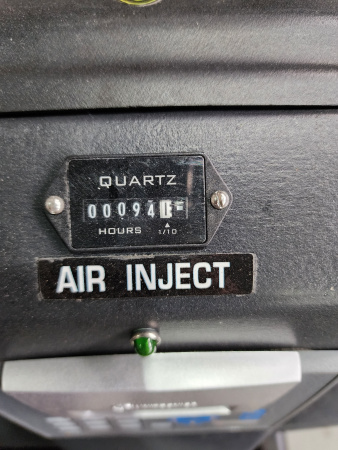 QUARTZ
00094
HOURS 1/10
AIR INJECT